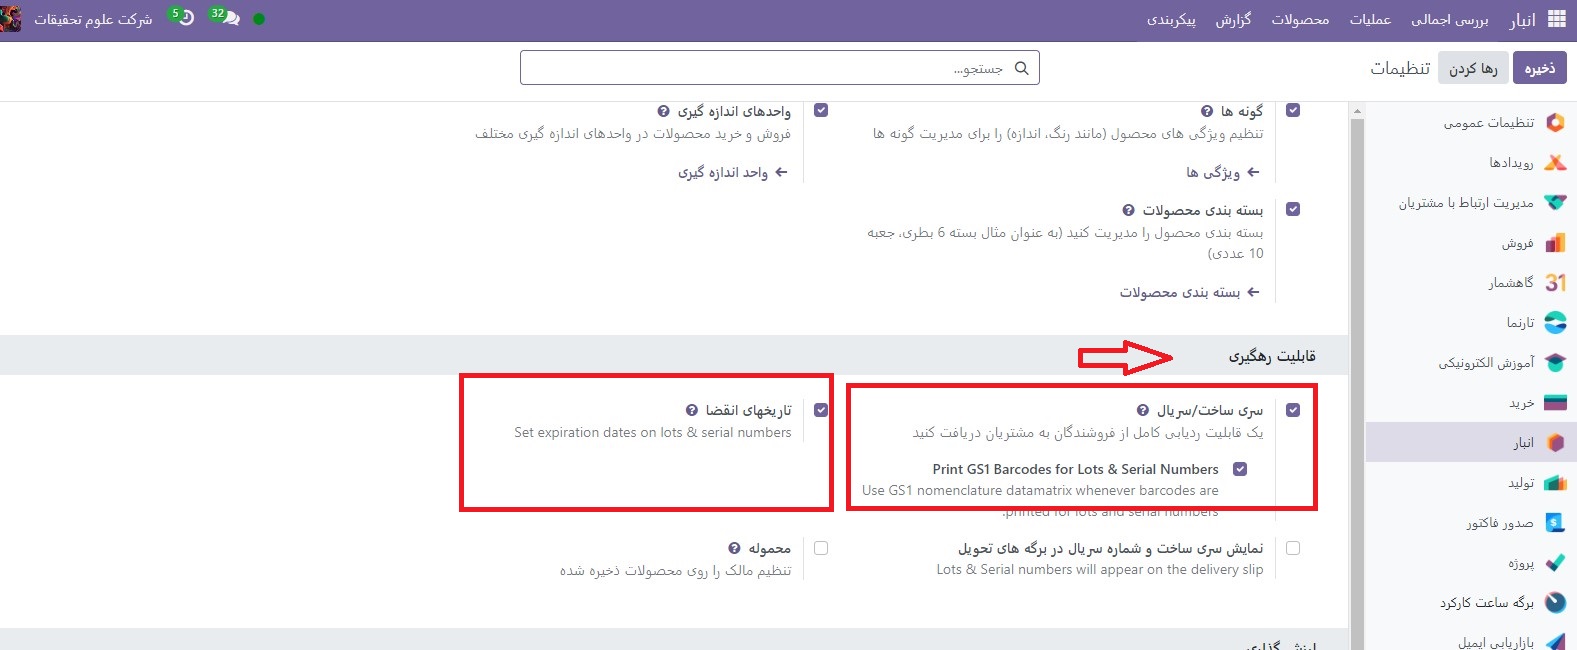 انبار
بررسی اجمالی
عملیات
محصولات
گزارش
پیکربندی
32
5
شرکت علوم تحقیقات
ذخیره
رها کردن
تنظیمات
جستجو...
تنظیمات عمومی
رویدادها
مدیریت ارتباط با مشتریان
فروش
31
گاهشمار
تارنما
آموزش الکترونیکی
خرید
انبار
تولید
صدور فاکتور
پروژه
برگه ساعت کارکرد
بازاریابی ایمیل
گونه ها
تنظیم ویژگی های محصول (مانند رنگ، اندازه) را برای مدیریت گونه ها
ویژگی ها
واحدهای اندازه گیری
فروش و خرید محصولات در واحدهای اندازه گیری مختلف
واحد اندازه گیری
بسته بندی محصولات
بسته بندی محصول را مدیریت کنید (به عنوان مثال بسته 6 بطری، جعبه
10 عددی)
بسته بندی محصولات
قابلیت رهگیری
سری ساخت/سریال
یک قابلیت ردیابی کامل از فروشندگان به مشتریان دریافت کنید
Print GS1 Barcodes for Lots & Serial Numbers
Use GS1 nomenclature datamatrix whenever barcodes are
.printed for lots and serial numbers
تاریخهای انقضا
Set expiration dates on lots & serial numbers
نمایش سری ساخت و شماره سریال در برگه های تحویل
Lots & Serial numbers will appear on the delivery slip
محموله
تنظیم مالک را روی محصولات ذخیره شده
ارزش گذاری